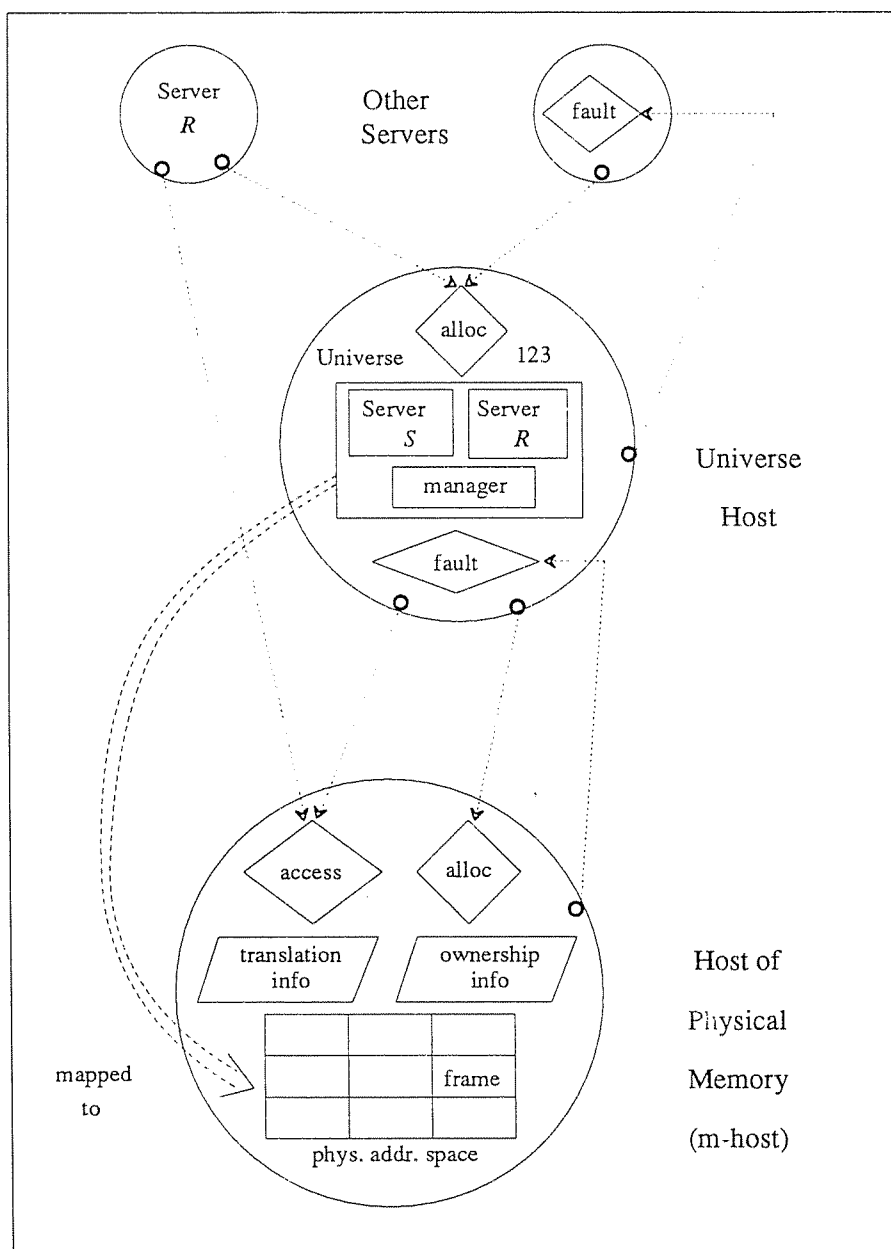 Server
R
Other
Servers
fault
alloc
Universe
123
Server
S
Server
R
manager
fault
Universe
Host
access
alloc
translation
info
ownership
info
frame
phys. addr. space
mapped
to
Host of
Physical
Memory
(m-host)